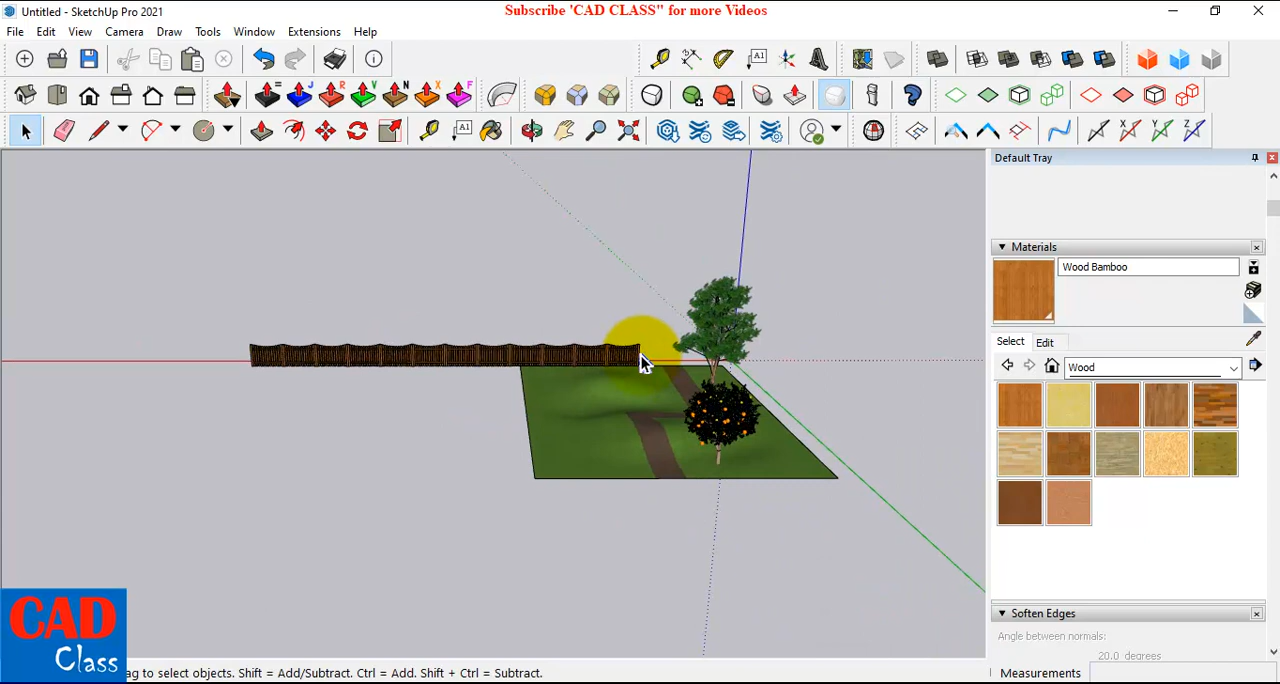 Untitled - SketchUp Pro 2021
Subscribe 'CAD CLASS" for more Videos
File Edit View Camera Draw Tools Window Extensions Help
= J R V N X F
A1
X Y Z
A1
Default Tray
Materials
Wood Bamboo
Select Edit
Wood
Soften Edges
Angle between normals:
20.0 degrees
CAD
Class
ag to select objects. Shift = Add/Subtract. Ctrl = Add. Shift + Ctrl = Subtract.
Measurements